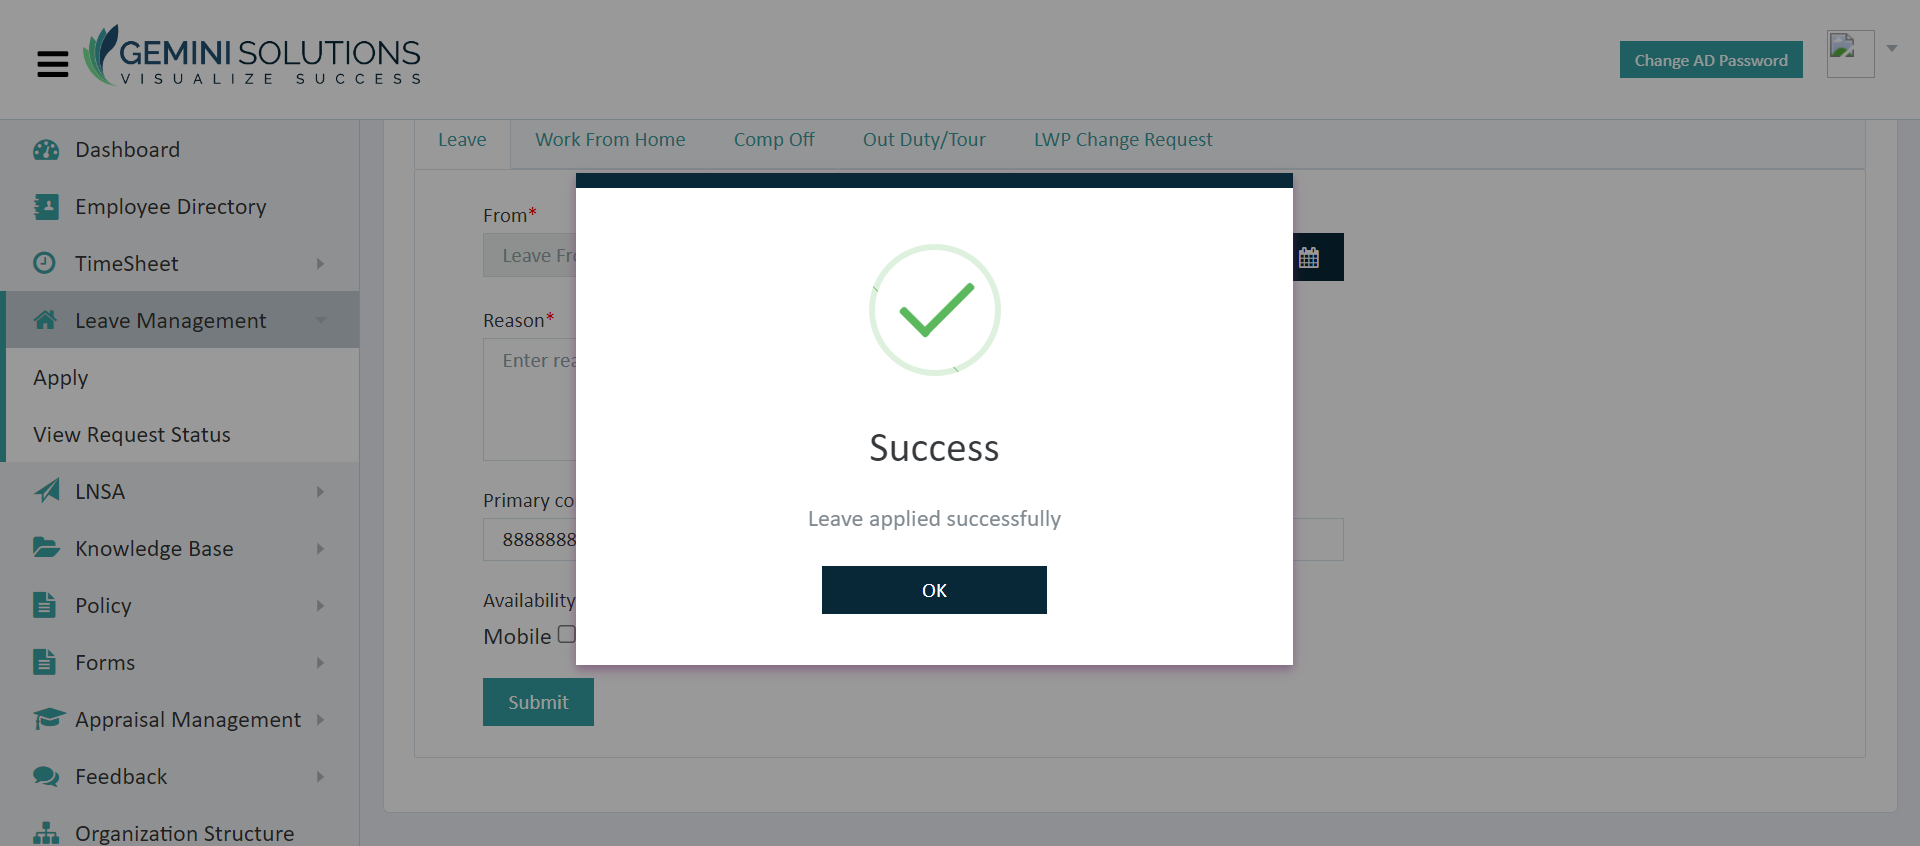 GEMINI SOLUTIONS
VISUALIZE SUCCESS
Change AD Password
Dashboard
Employee Directory
TimeSheet
Leave Management
Apply
View Request Status
LNSA
Knowledge Base
Policy
Forms
Appraisal Management
Feedback
Organization Structure
Leave
Work From Home
Comp Off
Out Duty/Tour
LWP Change Request
From*
Leave Fr
Reason*
Enter rea
Primary co
8888888
Availability
Mobile
Submit
Success
Leave applied successfully
OK